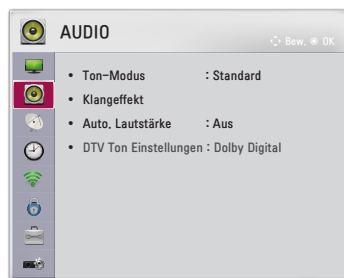 AUDIO
Bew. OK
• Ton-Modus : Standard
• Klangeffekt
• Auto. Lautstärke : Aus
• DTV Ton Einstellungen : Dolby Digital